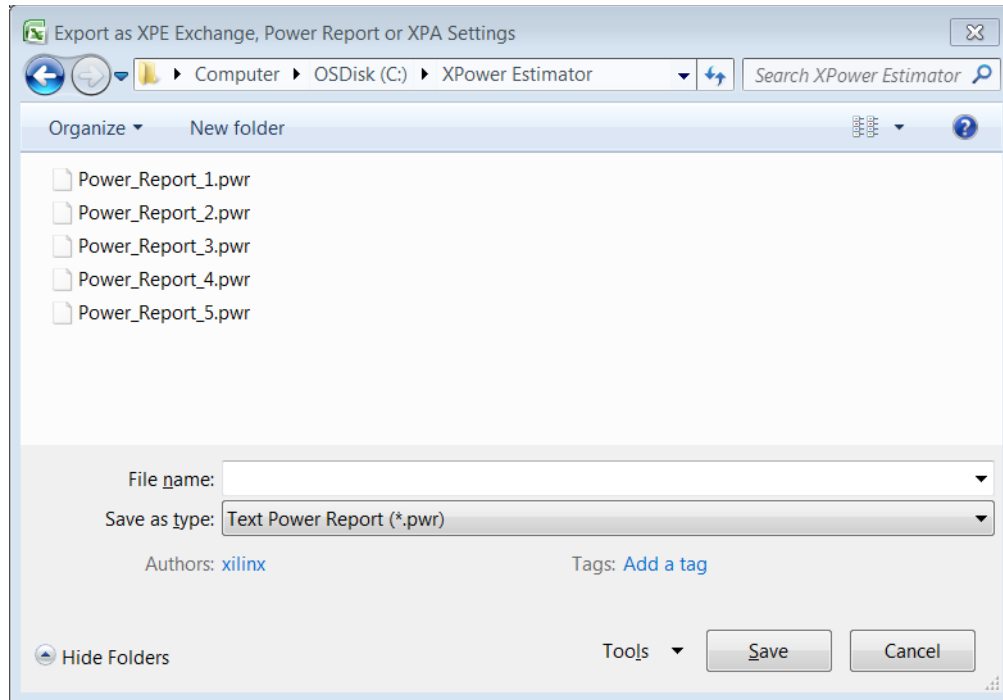 Export as XPE Exchange, Power Report or XPA Settings
Computer OSDisk (C:) XPower Estimator Search XPower Estimator
Organize New folder
Power_Report_1.pwr
Power_Report_2.pwr
Power_Report_3.pwr
Power_Report_4.pwr
Power_Report_5.pwr
File name:
Save as type: Text Power Report (*.pwr)
Authors: xilinx Tags: Add a tag
Hide Folders Tools Save Cancel